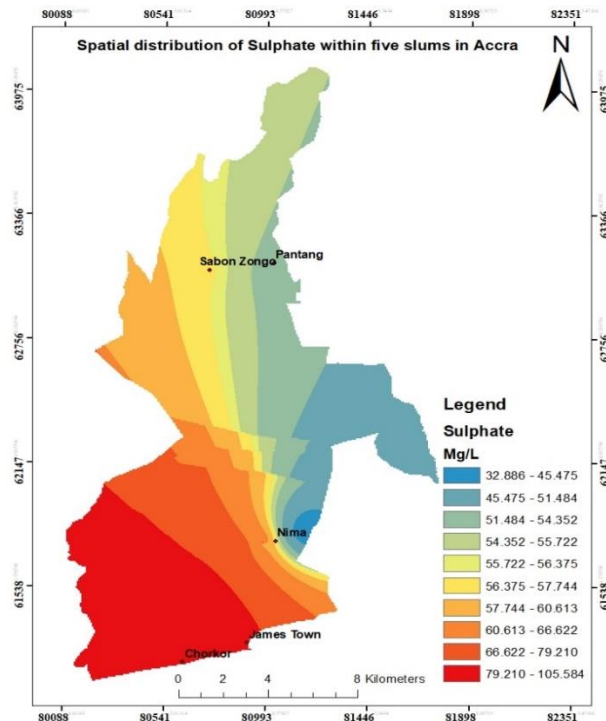 80088 80541 80993 81446 81898 82351
Spatial distribution of Sulphate within five slums in Accra
N
63975 63975
63366 63366
Sabon Zongo Pantang
62756 62756
Legend
Sulphate
Mg/L
62147 62147
32.886 - 45.475
45.475 - 51.484
51.484 - 54.352
54.352 - 55.722
55.722 - 56.375
56.375 - 57.744
57.744 - 60.613
60.613 - 66.622
66.622 - 79.210
79.210 - 105.584
Nima
61538 61538
James Town
Chorkor
0 2 4 8 Kilometers
80088 80541 80993 81446 81898 82351